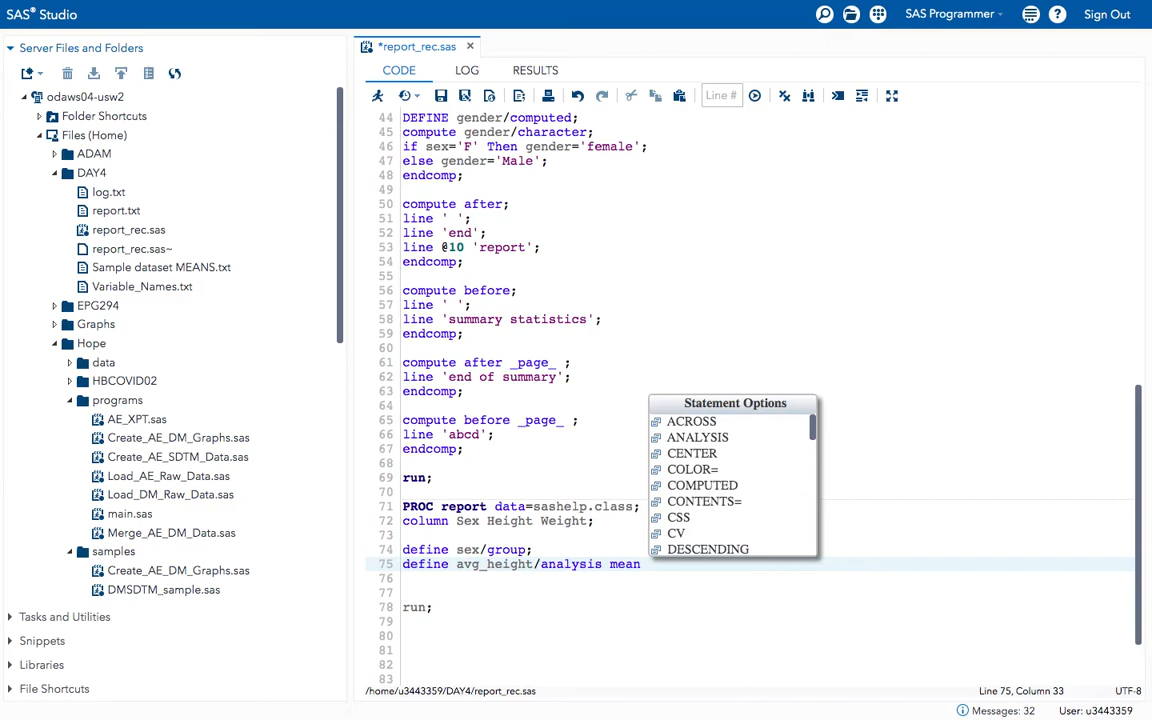 SAS® Studio
SAS Programmer
Sign Out
Server Files and Folders
odaws04-usw2
Folder Shortcuts
Files (Home)
ADAM
DAY4
log.txt
report.txt
report_rec.sas
report_rec.sas~
Sample dataset MEANS.txt
Variable_Names.txt
EPG294
Graphs
Hope
data
HBCOVID02
programs
AE_XPT.sas
Create_AE_DM_Graphs.sas
Create_AE_SDTM_Data.sas
Load_AE_Raw_Data.sas
Load_DM_Raw_Data.sas
main.sas
Merge_AE_DM_Data.sas
samples
Create_AE_DM_Graphs.sas
DMSDTM_sample.sas
Tasks and Utilities
Snippets
Libraries
File Shortcuts
*report_rec.sas ×
CODE LOG RESULTS
Line #
44 DEFINE gender/computed;
45 compute gender/character;
46 if sex='F' Then gender='female';
47 else gender='Male';
48 endcomp;
49
50 compute after;
51 line ' ';
52 line 'end';
53 line @10 'report';
54 endcomp;
55
56 compute before;
57 line ' ';
58 line 'summary statistics';
59 endcomp;
60
61 compute after _page_ ;
62 line 'end of summary';
63 endcomp;
64
65 compute before _page_ ;
66 line 'abcd';
67 endcomp;
68
69 run;
70
71 PROC report data=sashelp.class;
72 column Sex Height Weight;
73
74 define sex/group;
75 define avg_height/analysis mean
76
77
78 run;
79
80
81
82
83
Statement Options
ACROSS
ANALYSIS
CENTER
COLOR=
COMPUTED
CONTENTS=
CSS
CV
DESCENDING
/home/u3443359/DAY4/report_rec.sas
Line 75, Column 33
UTF-8
Messages: 32
User: u3443359